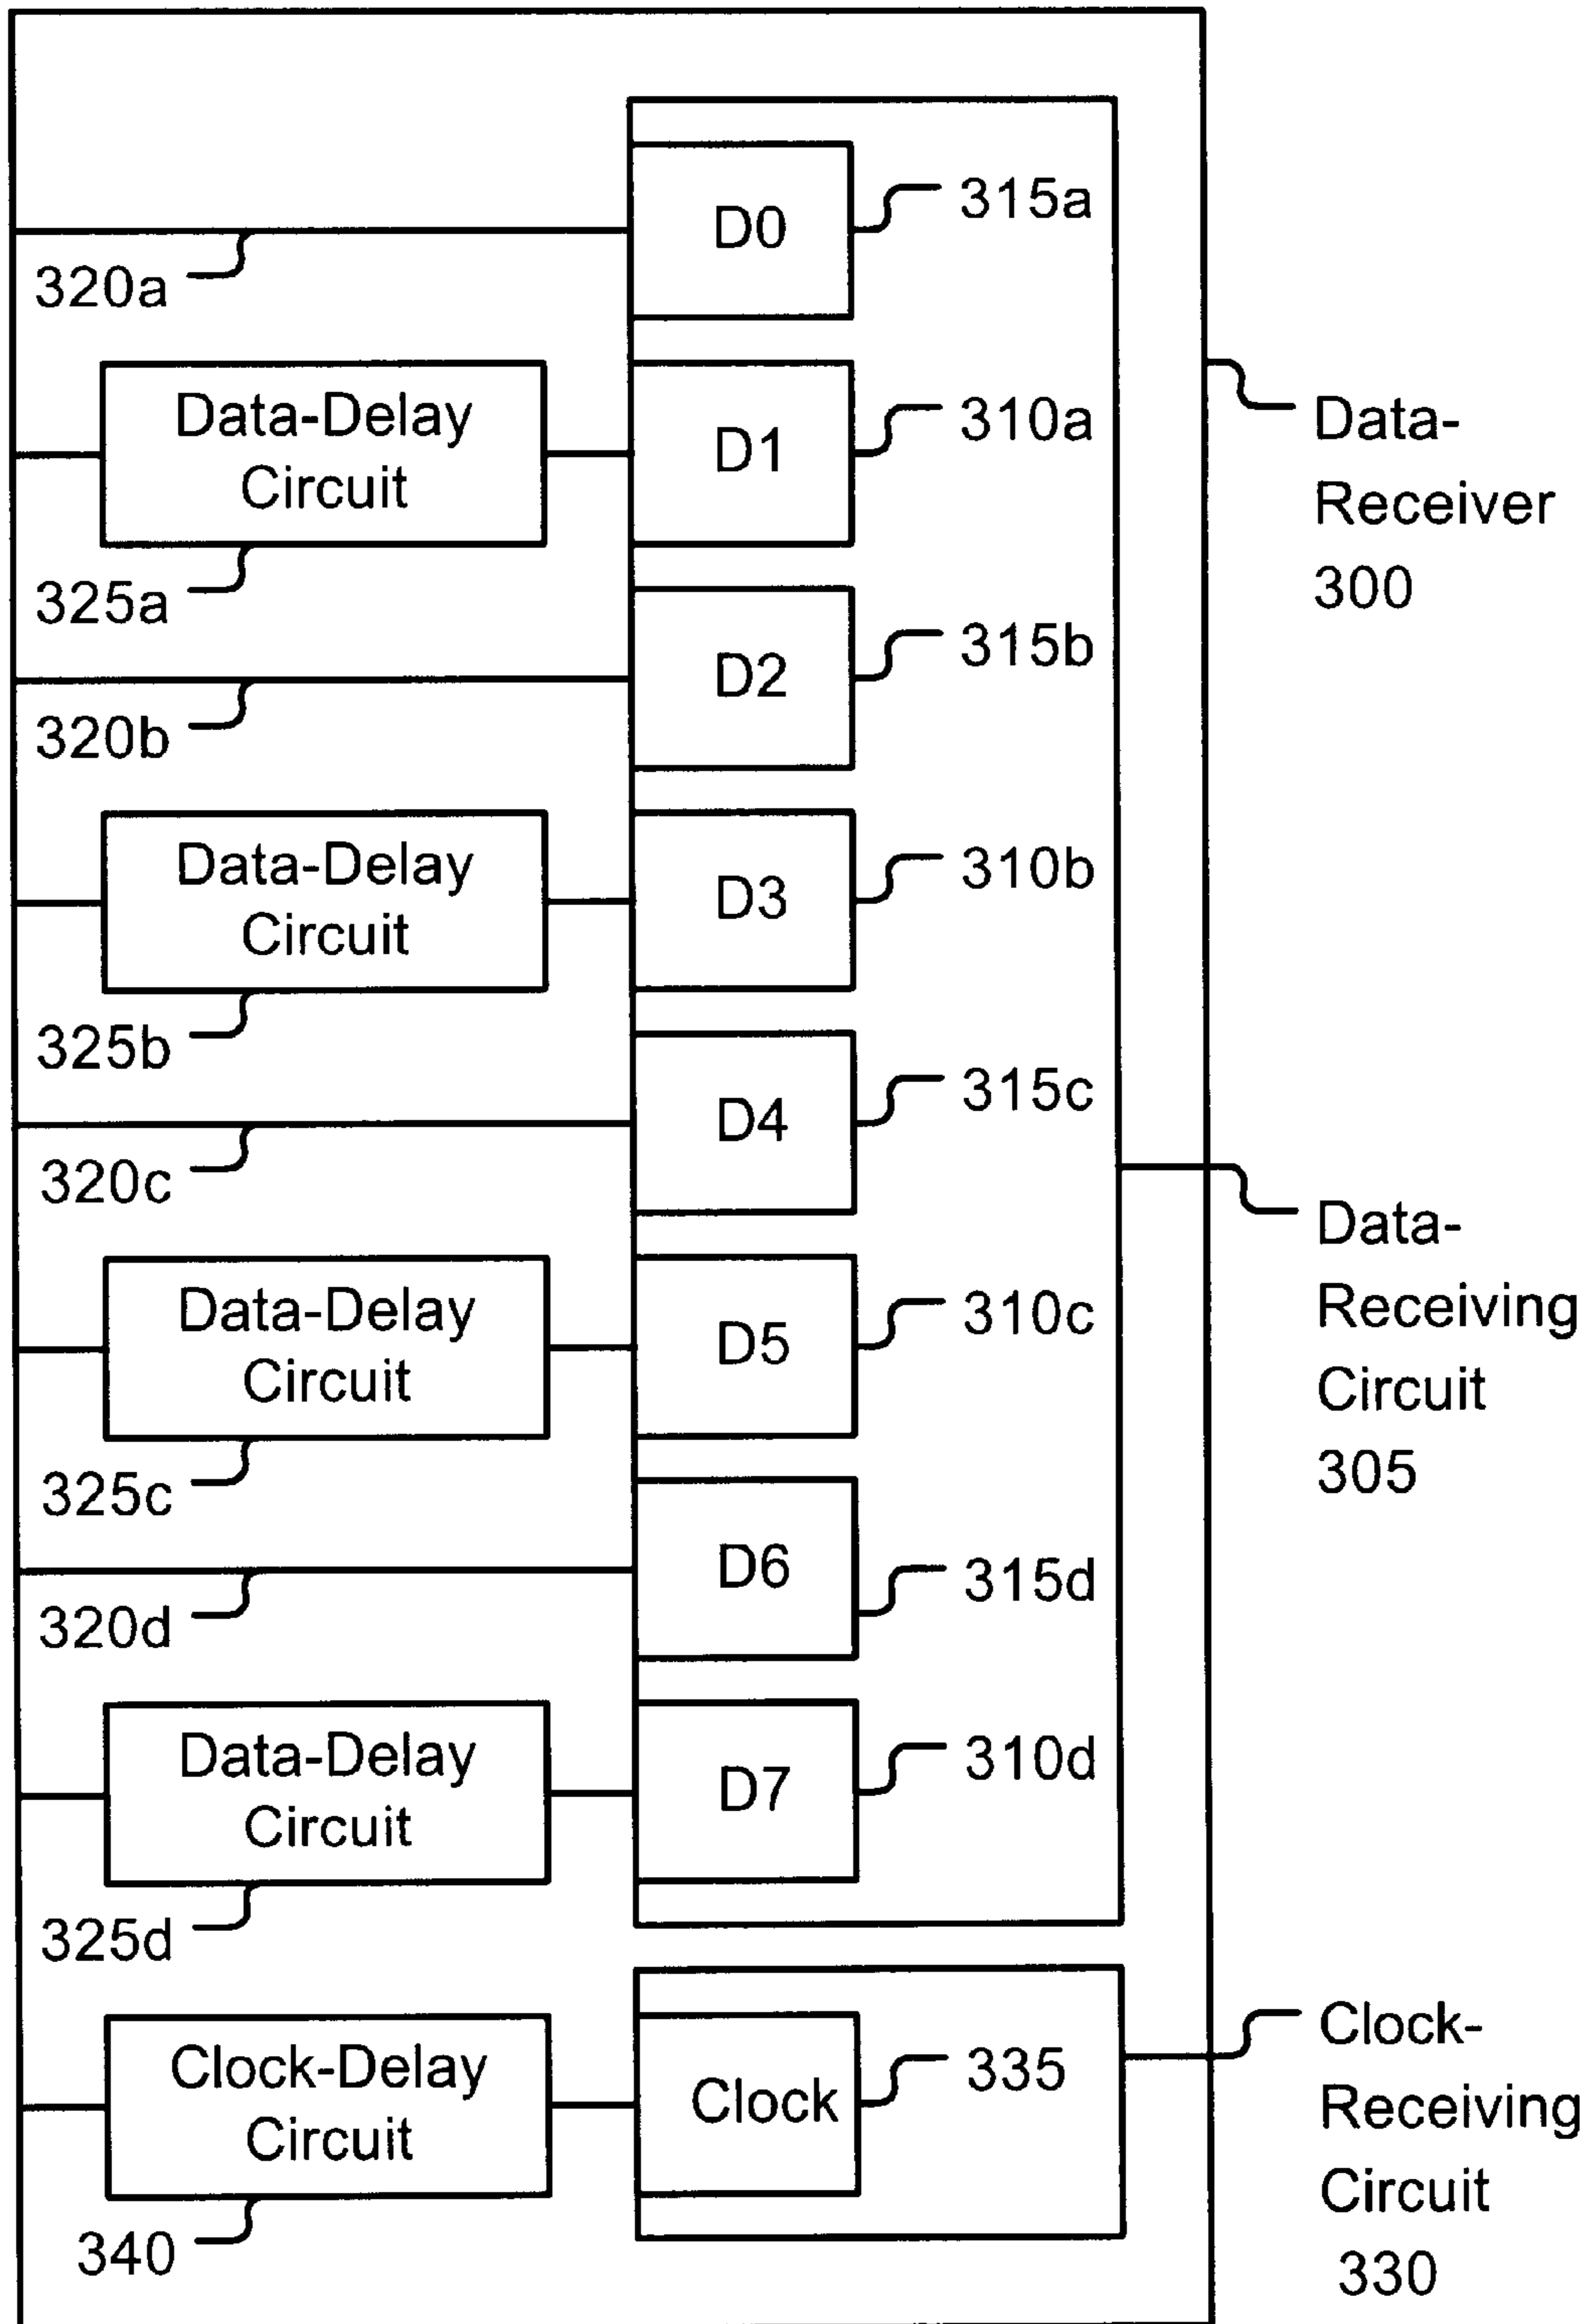 D0
315a
320a
Data-Delay
Circuit
D1
310a
Data-
Receiver
300
325a
D2
315b
320b
Data-Delay
Circuit
D3
310b
325b
D4
315c
320c
Data-
Receiving
Circuit
305
Data-Delay
Circuit
D5
310c
325c
D6
315d
320d
Data-Delay
Circuit
D7
310d
325d
Clock-Delay
Circuit
Clock
335
340
Clock-
Receiving
Circuit
330